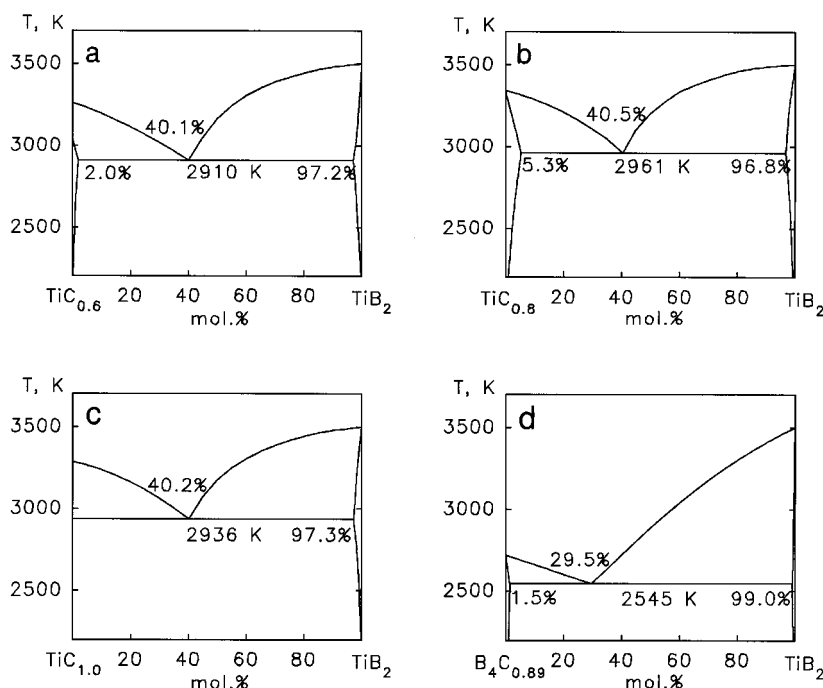 T, K
a
3500
3000
2500
40.1%
2.0%
2910 K
97.2%
TiC0.6
20
40
60
80
TiB2
mol.%
T, K
b
3500
3000
2500
40.5%
5.3%
2961 K
96.8%
TiC0.8
20
40
60
80
TiB2
mol.%
T, K
c
3500
3000
2500
40.2%
2936 K
97.3%
TiC1.0
20
40
60
80
TiB2
mol.%
T, K
d
3500
3000
2500
29.5%
1.5%
2545 K
99.0%
B4C0.89
20
40
60
80
TiB2
mol.%